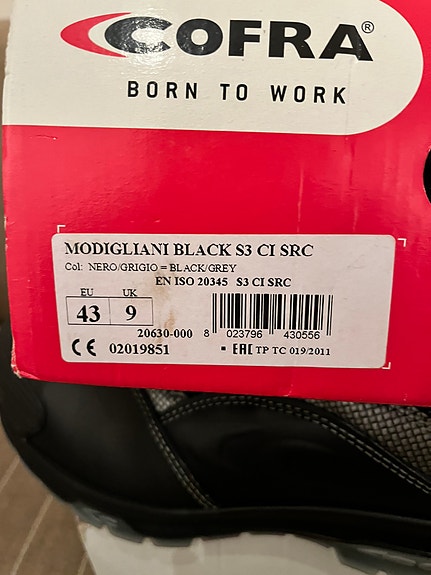 COFRA®
BORN TO WORK
MODIGLIANI BLACK S3 CI SRC
Col: NERO/GRIGIO = BLACK/GREY
EN ISO 20345 S3 CI SRC
EU UK
43 9
20630-000 8 023796 430556
CE 02019851 EAC TP TC 019/2011